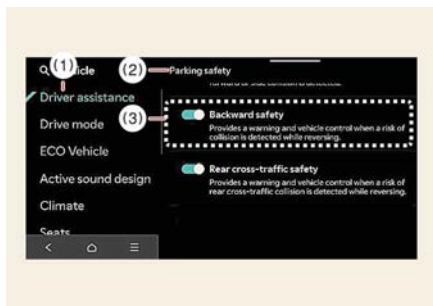 (1)
(2)
Parking safety
Driver assistance
(3)
Backward safety
Provides a warning and vehicle control when a risk of
collision is detected while reversing.
Drive mode
ECO Vehicle
Active sound design
Rear cross-traffic safety
Provides a warning and vehicle control when a risk of
rear cross-traffic collision is detected while reversing.
Climate
Seats